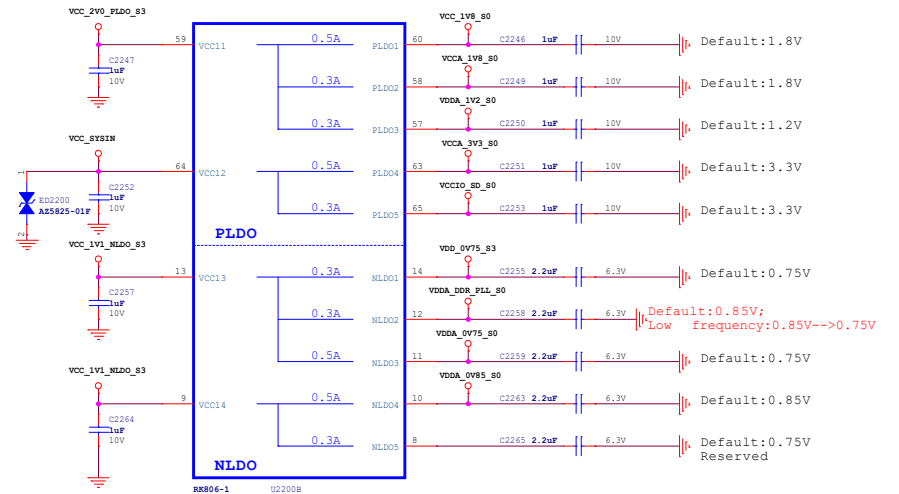 VCC_2V0_PLDO_S3
VCC_1V8_S0
59 VCC11 0.5A PLDO1 60 C2246 1uF 10V Default:1.8V
C2247
1uF
10V
VCCA_1V8_S0
0.3A PLDO2 58 C2249 1uF 10V Default:1.8V
VDDA_1V2_S0
0.3A PLDO3 57 C2250 1uF 10V Default:1.2V
VCC_SYSIN
VCCA_3V3_S0
1 64 VCC12 0.5A PLDO4 63 C2251 1uF 10V Default:3.3V
C2252
1uF
10V
ED2200
AZ5825-01F
2
VCCIO_SD_S0
0.3A PLDO5 65 C2253 1uF 10V Default:3.3V
PLDO
VCC_1V1_NLDO_S3
VDD_0V75_S3
13 VCC13 0.3A NLDO1 14 C2255 2.2uF 6.3V Default:0.75V
C2257
1uF
10V
VDDA_DDR_PLL_S0
0.3A NLDO2 12 C2258 2.2uF 6.3V Default:0.85V;
Low frequency:0.85V-->0.75V
VDDA_0V75_S0
0.5A NLDO3 11 C2259 2.2uF 6.3V Default:0.75V
VCC_1V1_NLDO_S3
VDDA_0V85_S0
9 VCC14 0.5A NLDO4 10 C2263 2.2uF 6.3V Default:0.85V
C2264
1uF
10V
0.3A NLDO5 8 C2265 2.2uF 6.3V Default:0.75V
Reserved
NLDO
RK806-1 U2200B